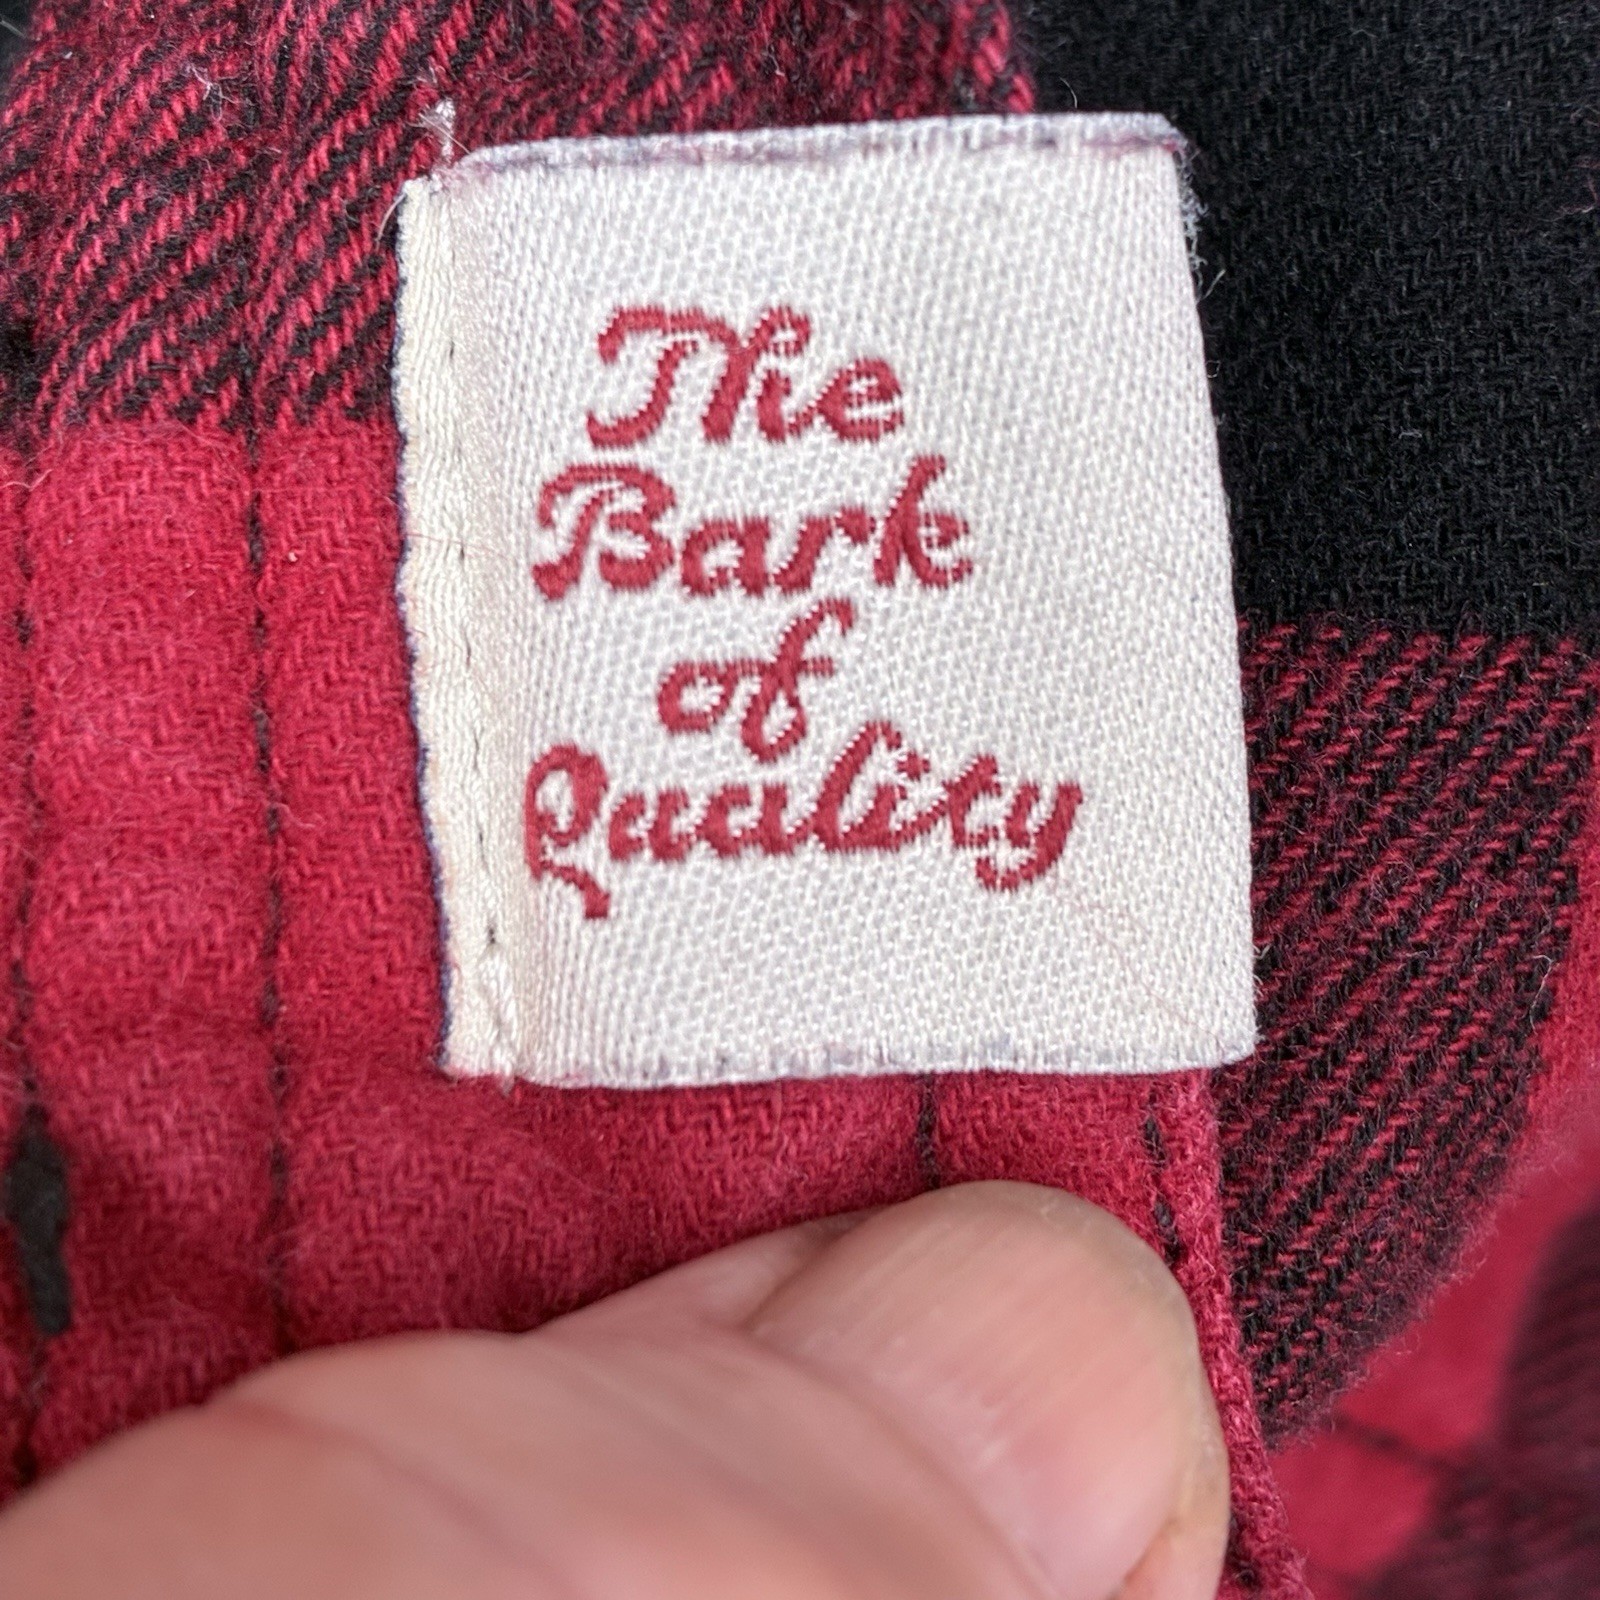 The
Bark
of
Quality